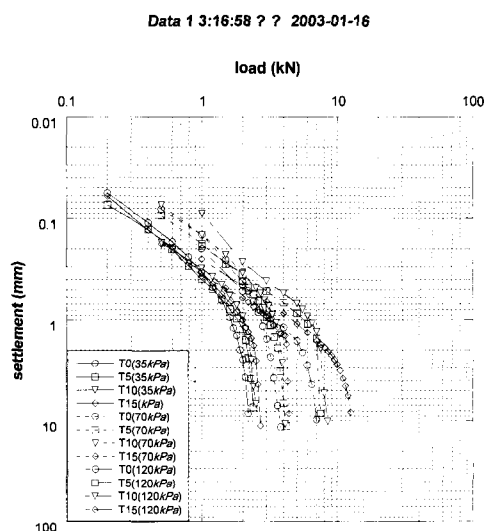 Data 1 3:16:58 ? ? 2003-01-16
load (kN)
0.1 1 10 100
0.01
0.1
1
10
100
settlement (mm)
T0(35kPa)
T5(35kPa)
T10(35kPa)
T15(kPa)
T0(70kPa)
T5(70kPa)
T10(70kPa)
T15(70kPa)
T0(120kPa)
T5(120kPa)
T10(120kPa)
T15(120kPa)